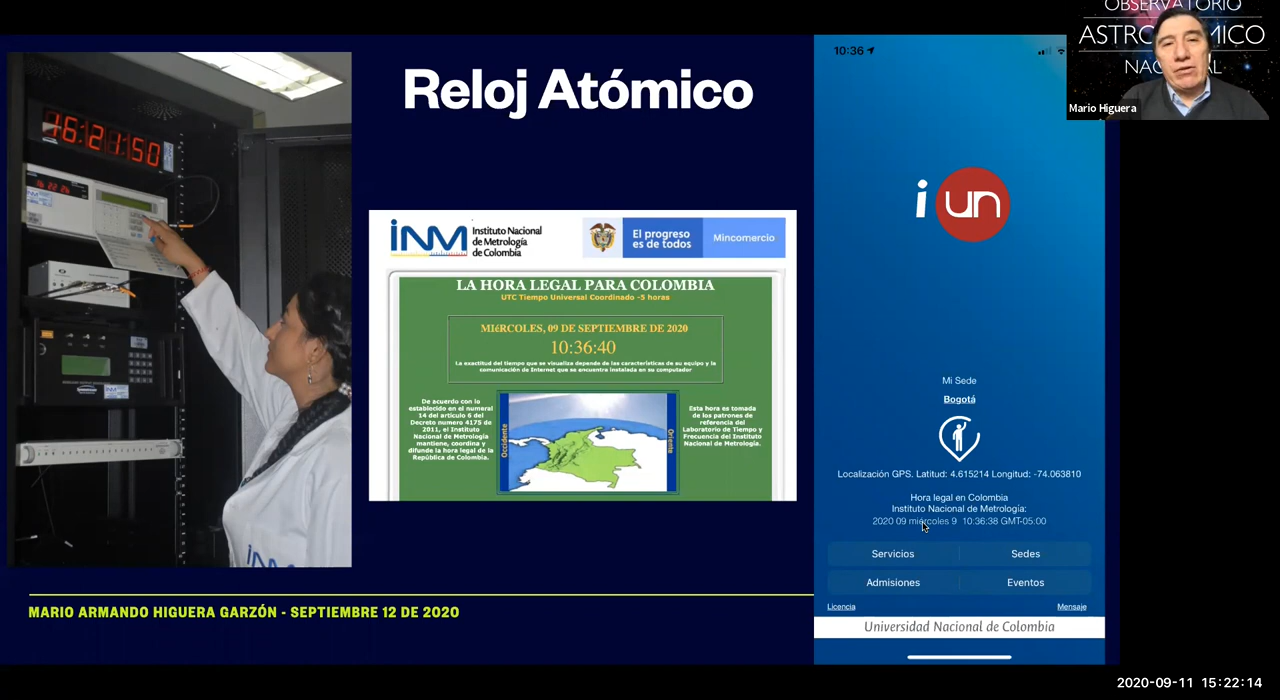 Reloj Atómico
16:21:50
INM
Instituto Nacional
de Metrología
de Colombia
El progreso
es de todos
Mincomercio
LA HORA LEGAL PARA COLOMBIA
UTC Tiempo Universal Coordinado -5 horas
MIéRCOLES, 09 DE SEPTIEMBRE DE 2020
10:36:40
La exactitud del tiempo que se visualiza depende de las características de su equipo y la
comunicación de Internet que se encuentra instalada en su computador
De acuerdo con lo
establecido en el numeral
14 del artículo 6 del
Decreto numero 4175 de
2011, el Instituto
Nacional de Metrología
mantiene, coordina y
difunde la hora legal de la
República de Colombia.
Occidente
Oriente
Esta hora es tomada
de los patrones de
referencia del
Laboratorio de Tiempo y
Frecuencia del Instituto
Nacional de Metrología.
INM
MARIO ARMANDO HIGUERA GARZÓN - SEPTIEMBRE 12 DE 2020
10:36
i un
Mi Sede
Bogotá
Localización GPS. Latitud: 4.615214 Longitud: -74.063810
Hora legal en Colombia
Instituto Nacional de Metrología:
2020 09 miércoles 9 10:36:38 GMT-05:00
Servicios Sedes
Admisiones Eventos
Licencia Mensaje
Universidad Nacional de Colombia
OBSERVATORIO
Mario Higuera
2020-09-11 15:22:14